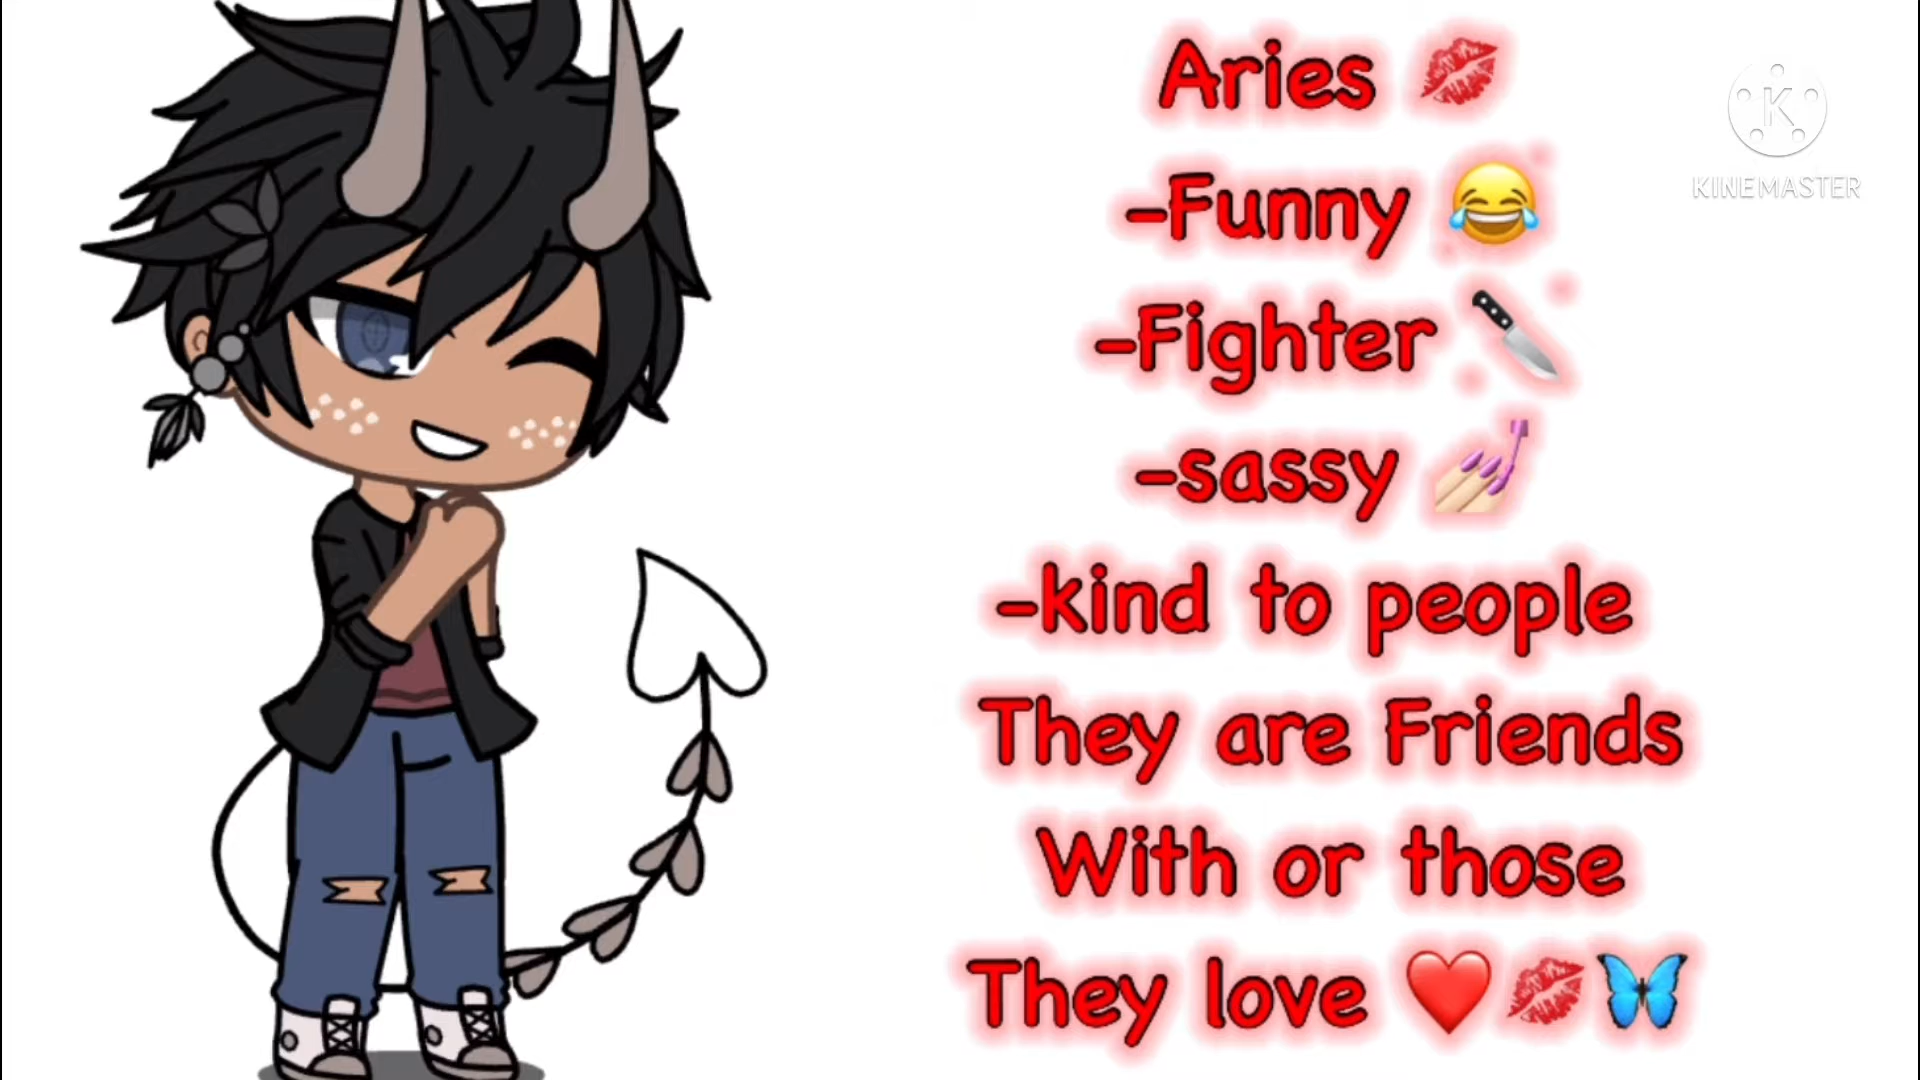 Aries 💋
-Funny 😂
-Fighter 🔪
-sassy 💅🏻
-kind to people
They are Friends
With or those
They love ❤️💋🦋
K
KINEMASTER